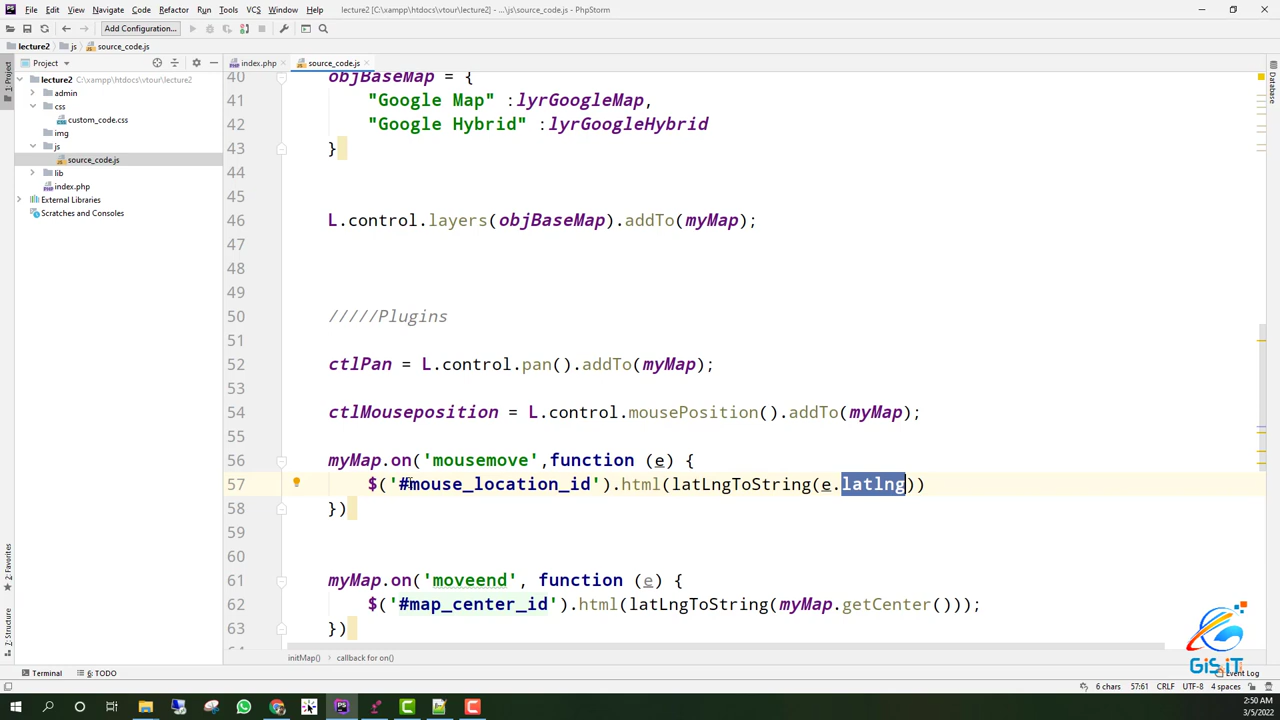 File Edit View Navigate Code Refactor Run Tools VCS Window Help lecture2 [C:\xampp\htdocs\vtour\lecture2] - ...\js\source_code.js - PhpStorm
Add Configuration...
lecture2 js source_code.js
Project
index.php source_code.js
lecture2 C:\xampp\htdocs\vtour\lecture2
admin
css
custom_code.css
img
js
source_code.js
lib
index.php
External Libraries
Scratches and Consoles
1: Project
2: Favorites
7: Structure
Database
40 objBaseMap = {
41 "Google Map" :lyrGoogleMap,
42 "Google Hybrid" :lyrGoogleHybrid
43 }
44
45
46 L.control.layers(objBaseMap).addTo(myMap);
47
48
49
50 /////Plugins
51
52 ctlPan = L.control.pan().addTo(myMap);
53
54 ctlMouseposition = L.control.mousePosition().addTo(myMap);
55
56 myMap.on('mousemove',function (e) {
57 $('#mouse_location_id').html(latLngToString(e.latlng))
58 })
59
60
61 myMap.on('moveend', function (e) {
62 $('#map_center_id').html(latLngToString(myMap.getCenter()));
63 })
initMap() callback for on()
GiS.iT
Terminal 6: TODO Event Log
57:61 CRLF UTF-8 4 spaces
2:50 AM
3/5/2022